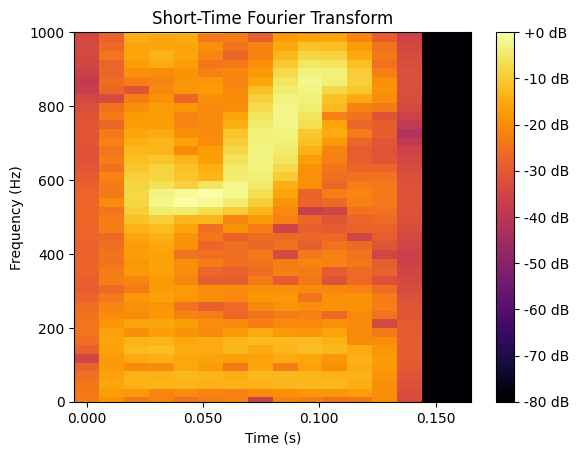 Short-Time Fourier Transform
1000
800
600
400
200
0
Frequency (Hz)
0.000
0.050
0.100
0.150
Time (s)
+0 dB
-10 dB
-20 dB
-30 dB
-40 dB
-50 dB
-60 dB
-70 dB
-80 dB